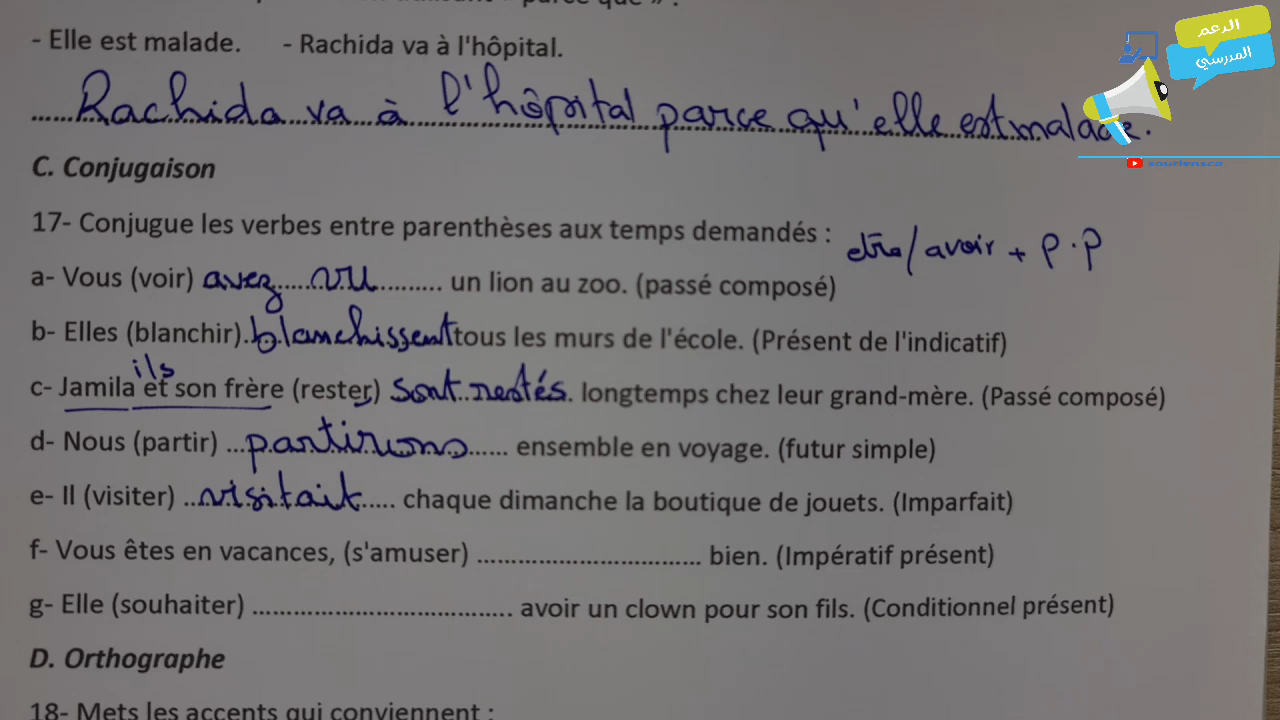 - Elle est malade. - Rachida va à l'hôpital.
الدعم
المدرسي
Rachida va à l'hôpital parce qu'elle est malade.
C. Conjugaison
17- Conjugue les verbes entre parenthèses aux temps demandés : etre/avoir + p.p
a- Vous (voir) avez vu un lion au zoo. (passé composé)
b- Elles (blanchir) blanchissent tous les murs de l'école. (Présent de l'indicatif)
ils
c- Jamila et son frère (rester) sont restés longtemps chez leur grand-mère. (Passé composé)
d- Nous (partir) partirons ensemble en voyage. (futur simple)
e- Il (visiter) visitait chaque dimanche la boutique de jouets. (Imparfait)
f- Vous êtes en vacances, (s'amuser) .............................. bien. (Impératif présent)
g- Elle (souhaiter) .................................. avoir un clown pour son fils. (Conditionnel présent)
D. Orthographe
18- Mets les accents qui conviennent :